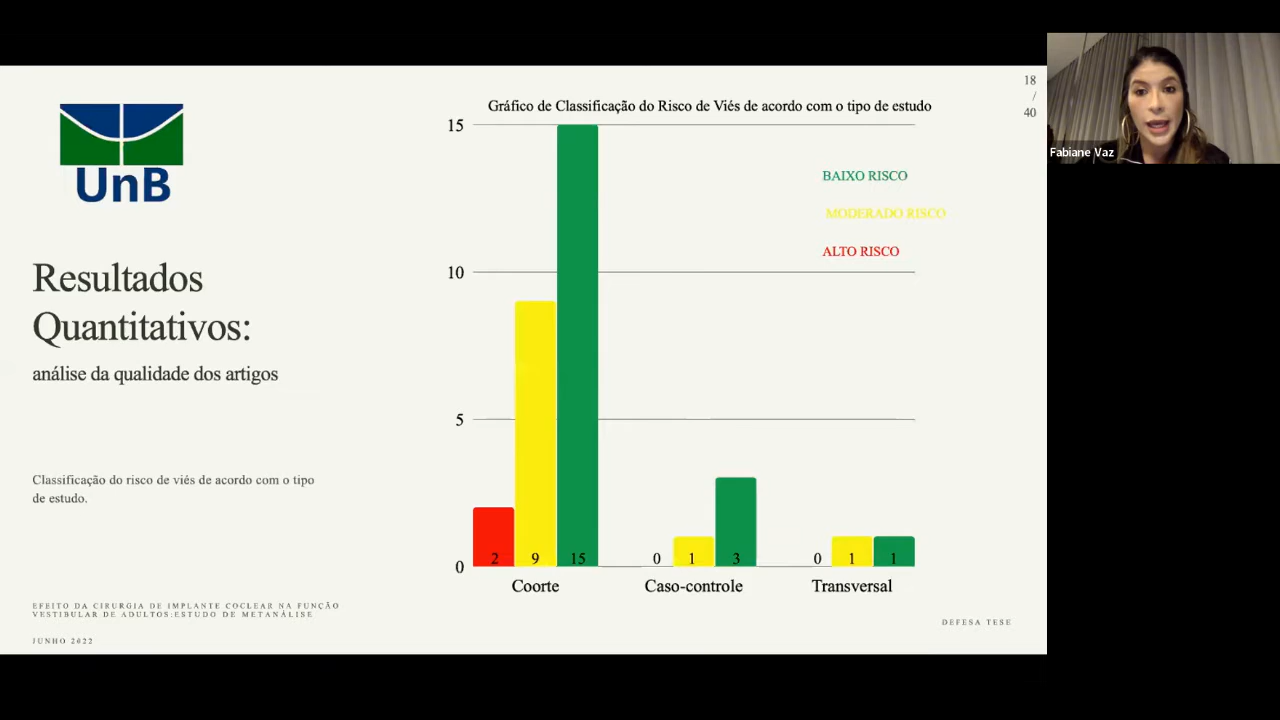 UnB
Resultados
Quantitativos:
análise da qualidade dos artigos
Classificação do risco de viés de acordo com o tipo
de estudo.
EFEITO DA CIRURGIA DE IMPLANTE COCLEAR NA FUNÇÃO
VESTIBULAR DE ADULTOS:ESTUDO DE METANÁLISE
JUNHO 2022
Gráfico de Classificação do Risco de Viés de acordo com o tipo de estudo
15
10
5
0
BAIXO RISCO
MODERADO RISCO
ALTO RISCO
2 9 15 0 1 3 0 1 1
Coorte Caso-controle Transversal
DEFESA TESE
18
/
40
Fabiane Vaz